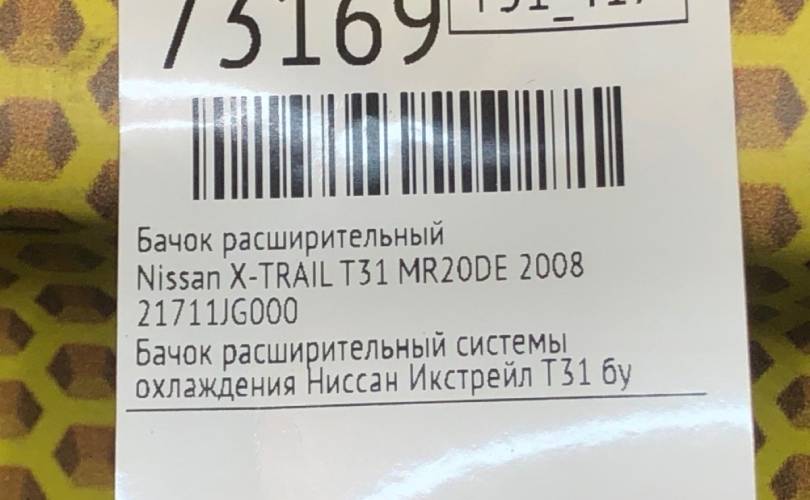 73169
Бачок расширительный
Nissan X-TRAIL T31 MR20DE 2008
21711JG000
Бачок расширительный системы
охлаждения Ниссан Икстрейл Т31 бу